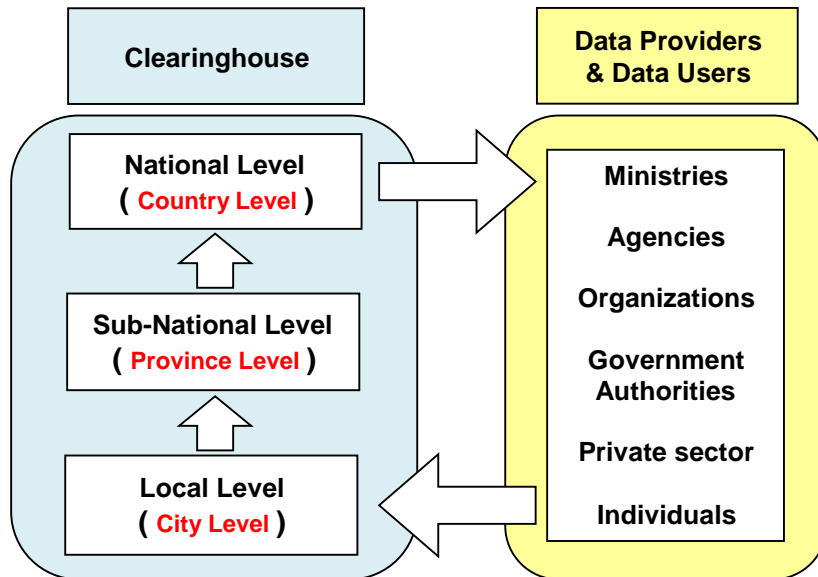 Clearinghouse
National Level
( Country Level )
Sub-National Level
( Province Level )
Local Level
( City Level )
Data Providers
& Data Users
Ministries
Agencies
Organizations
Government
Authorities
Private sector
Individuals